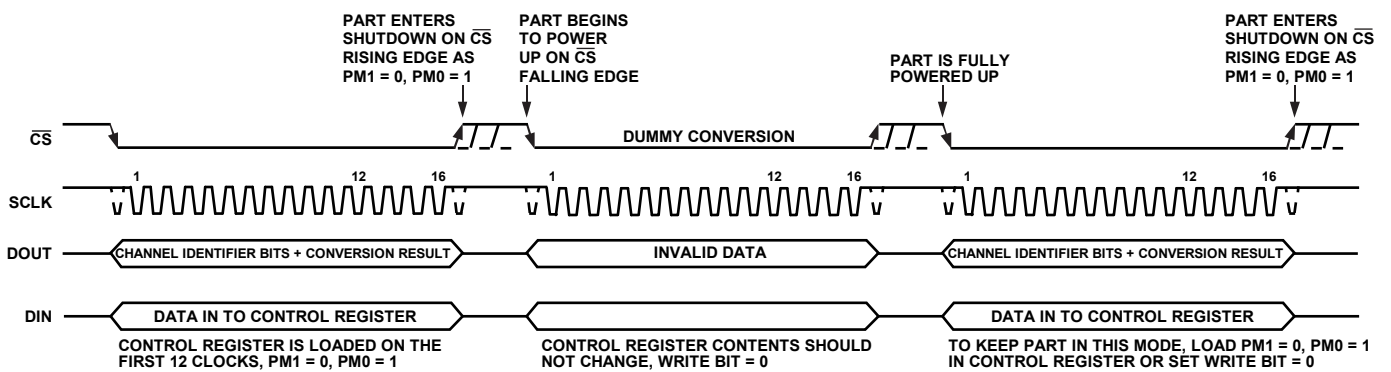 PART ENTERS
SHUTDOWN ON CS
RISING EDGE AS
PM1 = 0, PM0 = 1
PART BEGINS
TO POWER
UP ON CS
FALLING EDGE
PART IS FULLY
POWERED UP
PART ENTERS
SHUTDOWN ON CS
RISING EDGE AS
PM1 = 0, PM0 = 1
CS
DUMMY CONVERSION
SCLK
1 12 16 1 12 16 1 12 16
DOUT
CHANNEL IDENTIFIER BITS + CONVERSION RESULT
INVALID DATA
CHANNEL IDENTIFIER BITS + CONVERSION RESULT
DIN
DATA IN TO CONTROL REGISTER
DATA IN TO CONTROL REGISTER
CONTROL REGISTER IS LOADED ON THE
FIRST 12 CLOCKS, PM1 = 0, PM0 = 1
CONTROL REGISTER CONTENTS SHOULD
NOT CHANGE, WRITE BIT = 0
TO KEEP PART IN THIS MODE, LOAD PM1 = 0, PM0 = 1
IN CONTROL REGISTER OR SET WRITE BIT = 0